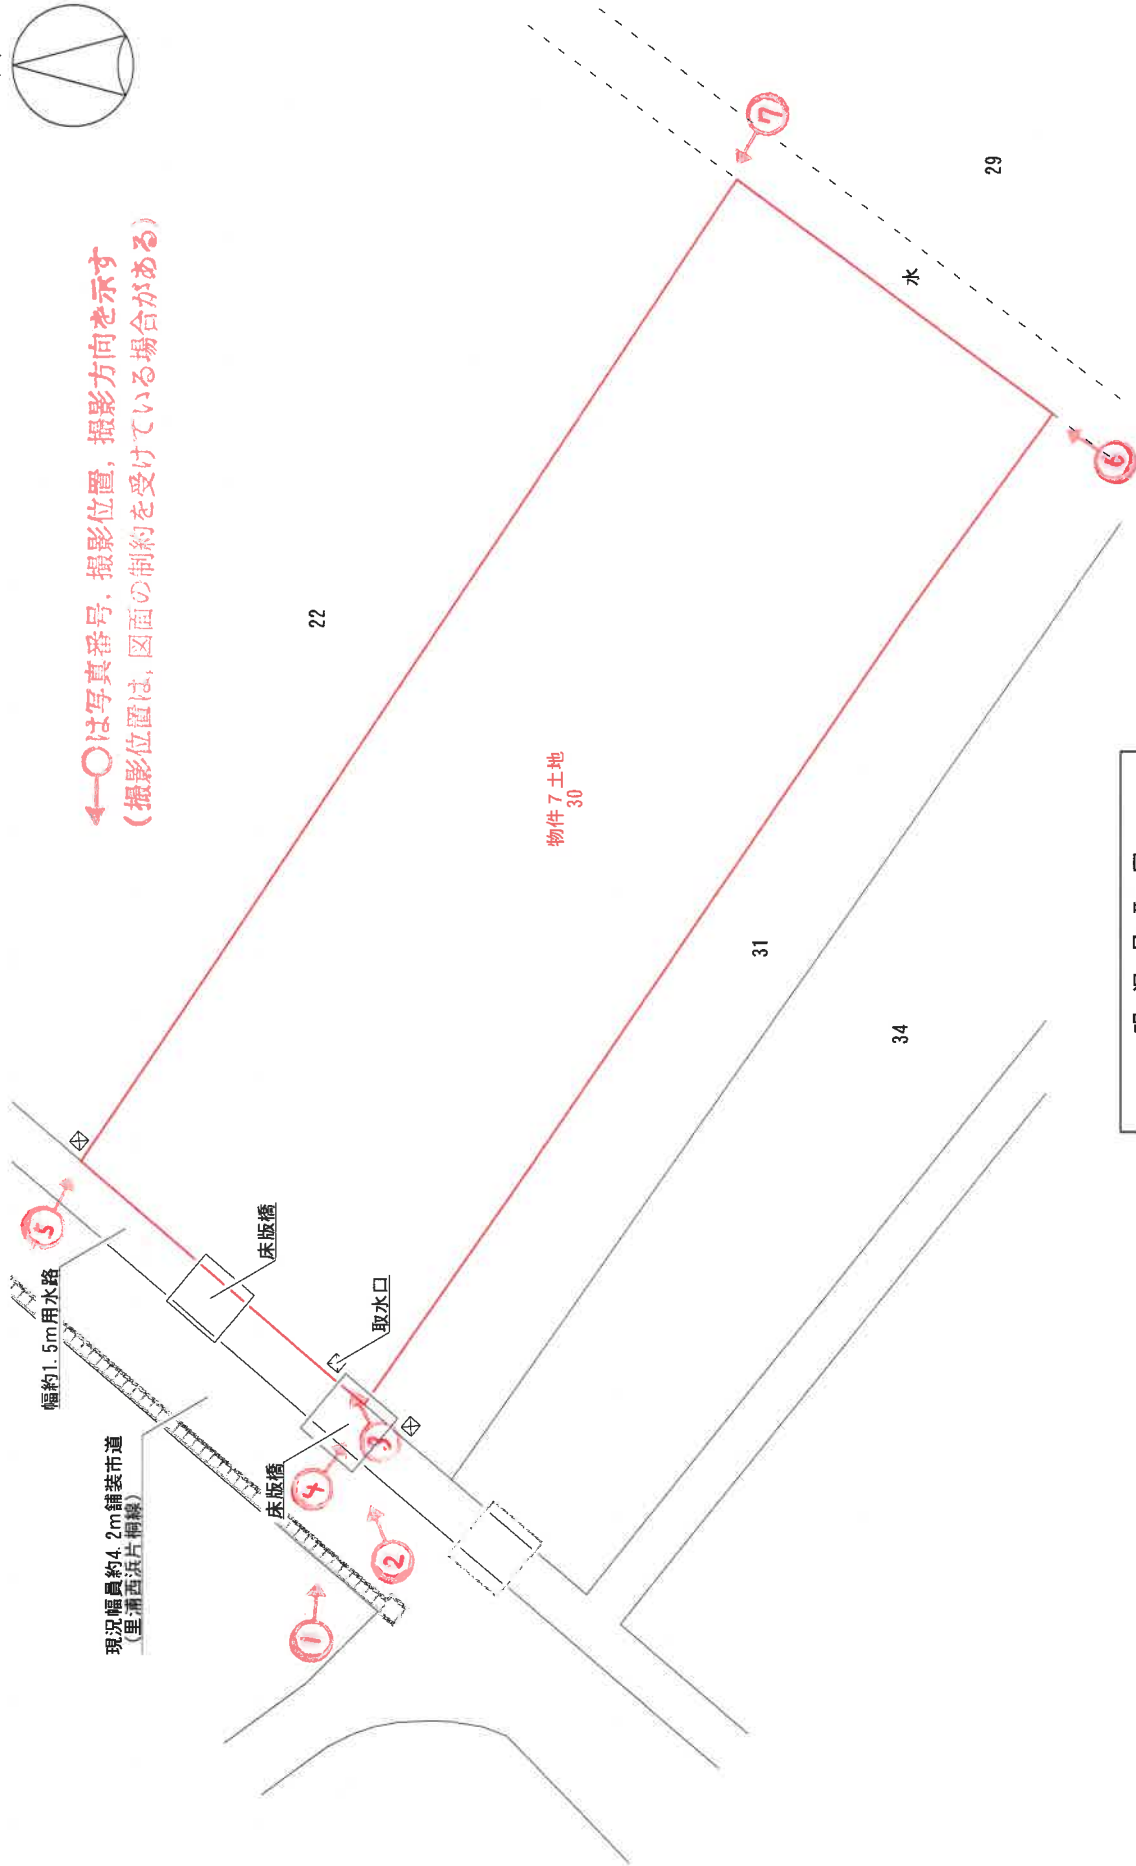 ←○は写真番号，撮影位置，撮影方向を示す
(撮影位置は，図面の制約を受けている場合がある)
22
29
水
物件７土地
30
31
34
幅約1.5m用水路
床版橋
取水口
床版橋
現況幅員約4.2m舗装市道
(里浦西浜片桐線)
1
2
3
4
5
6
7